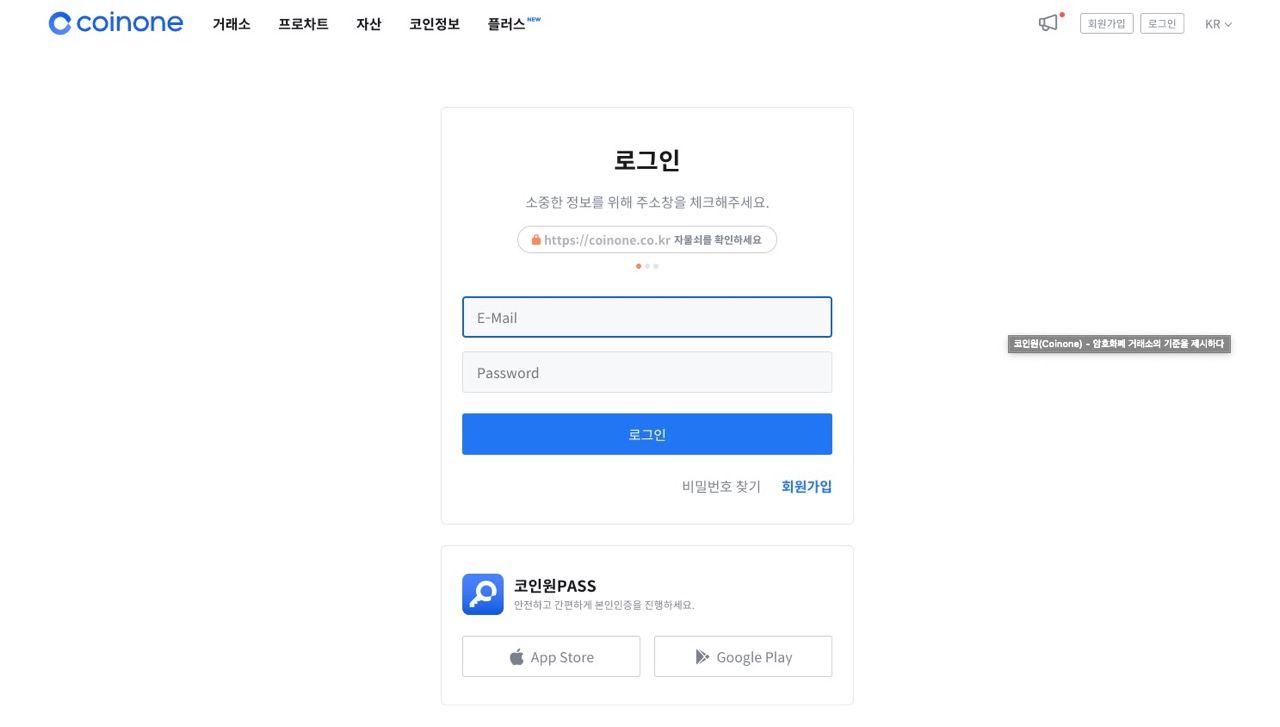 coinone 거래소 프로차트 자산 코인정보 플러스 NEW 회원가입 로그인 KR
로그인
소중한 정보를 위해 주소창을 체크해주세요.
https://coinone.co.kr 자물쇠를 확인하세요
E-Mail
코인원(Coinone) - 암호화폐 거래소의 기준을 제시하다
Password
로그인
비밀번호 찾기 회원가입
코인원PASS
안전하고 간편하게 본인인증을 진행하세요.
App Store Google Play